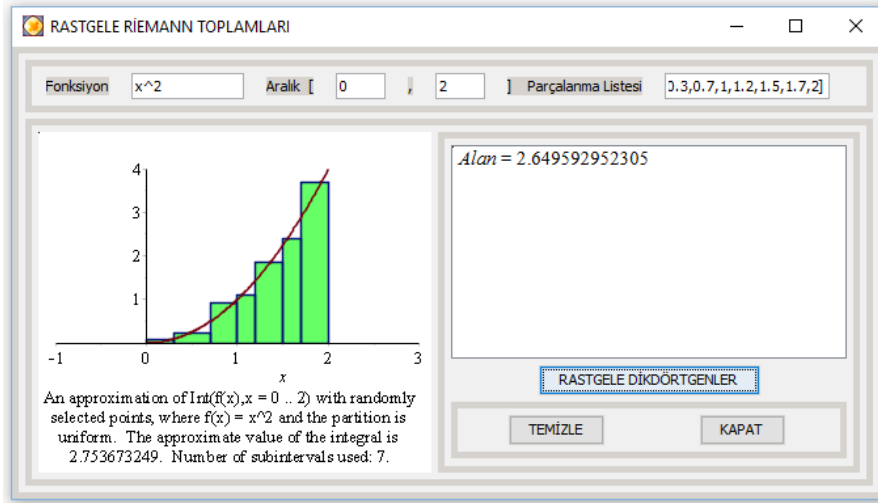 RASTGELE RİEMANN TOPLAMLARI
Fonksiyon x^2 Aralık [ 0 , 2 ] Parçalanma Listesi 0.3,0.7,1,1.2,1.5,1.7,2]
4
3
2
1
-1 0 1 2 3
x
An approximation of Int(f(x),x = 0 .. 2) with randomly
selected points, where f(x) = x^2 and the partition is
uniform. The approximate value of the integral is
2.753673249. Number of subintervals used: 7.
Alan = 2.649592952305
RASTGELE DİKDÖRTGENLER
TEMİZLE KAPAT